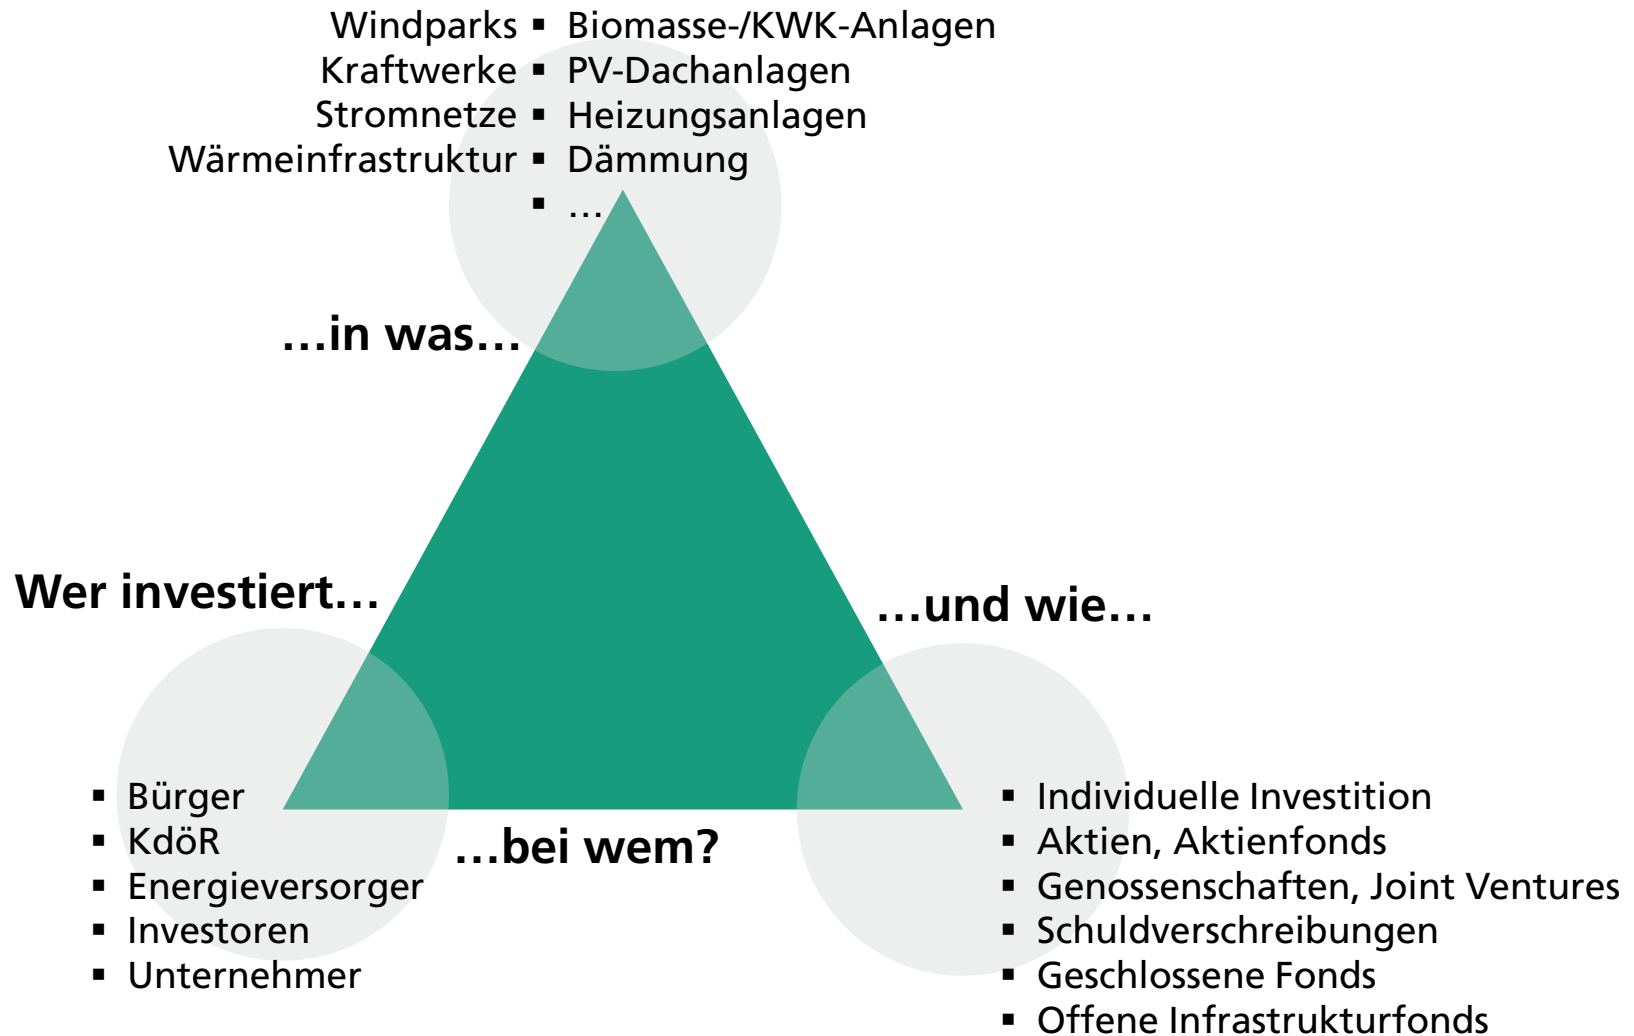 Windparks ▪ Biomasse-/KWK-Anlagen
Kraftwerke ▪ PV-Dachanlagen
Stromnetze ▪ Heizungsanlagen
Wärmeinfrastruktur ▪ Dämmung
▪ …
…in was…
Wer investiert…
…und wie…
▪ Bürger
▪ KdöR
▪ Energieversorger
▪ Investoren
▪ Unternehmer
…bei wem?
▪ Individuelle Investition
▪ Aktien, Aktienfonds
▪ Genossenschaften, Joint Ventures
▪ Schuldverschreibungen
▪ Geschlossene Fonds
▪ Offene Infrastrukturfonds